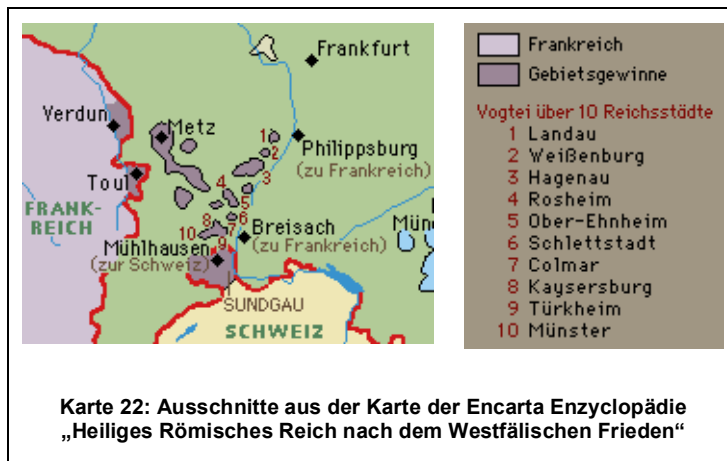 Frankfurt
Verdun
Metz
1
2
Philippsburg
(zu Frankreich)
3
Toul
4
5
FRANK-
REICH
6
8
7
10
Breisach
(zu Frankreich)
Mühlhausen
9
(zur Schweiz)
Mün
SUNDGAU
SCHWEIZ
Frankreich
Gebietsgewinne
Vogtei über 10 Reichsstädte
1 Landau
2 Weißenburg
3 Hagenau
4 Rosheim
5 Ober-Ehnheim
6 Schlettstadt
7 Colmar
8 Kaysersburg
9 Türkheim
10 Münster
Karte 22: Ausschnitte aus der Karte der Encarta Enzyclopädie
„Heiliges Römisches Reich nach dem Westfälischen Frieden“